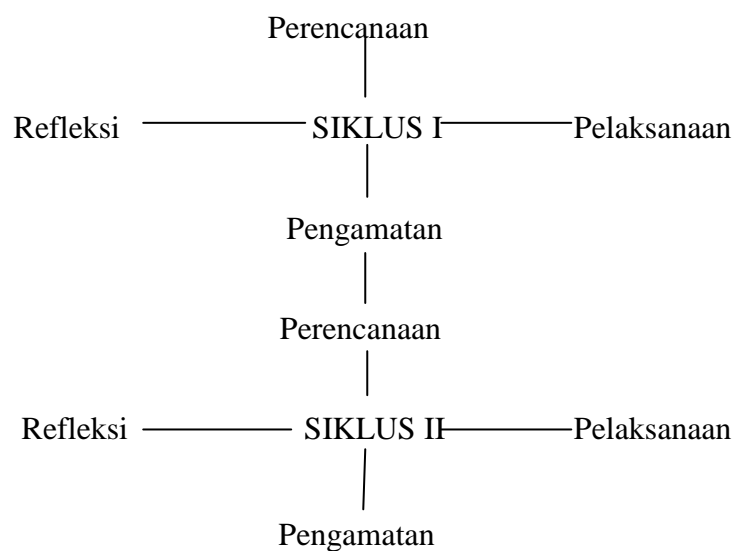 Perencanaan
Refleksi SIKLUS I Pelaksanaan
Pengamatan
Perencanaan
Refleksi SIKLUS II Pelaksanaan
Pengamatan